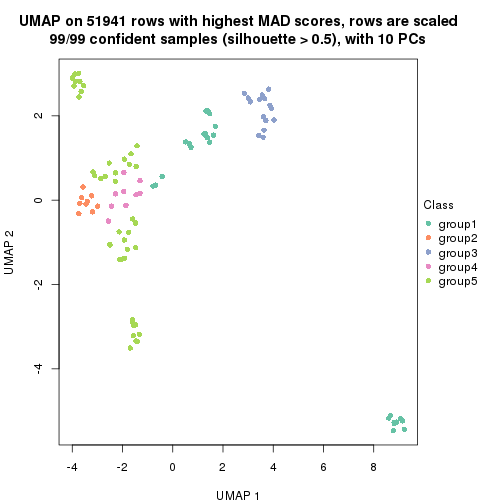 UMAP on 51941 rows with highest MAD scores, rows are scaled
99/99 confident samples (silhouette > 0.5), with 10 PCs
2
0
-2
-4
UMAP 2
-4 -2 0 2 4 6 8
UMAP 1
Class
group1
group2
group3
group4
group5